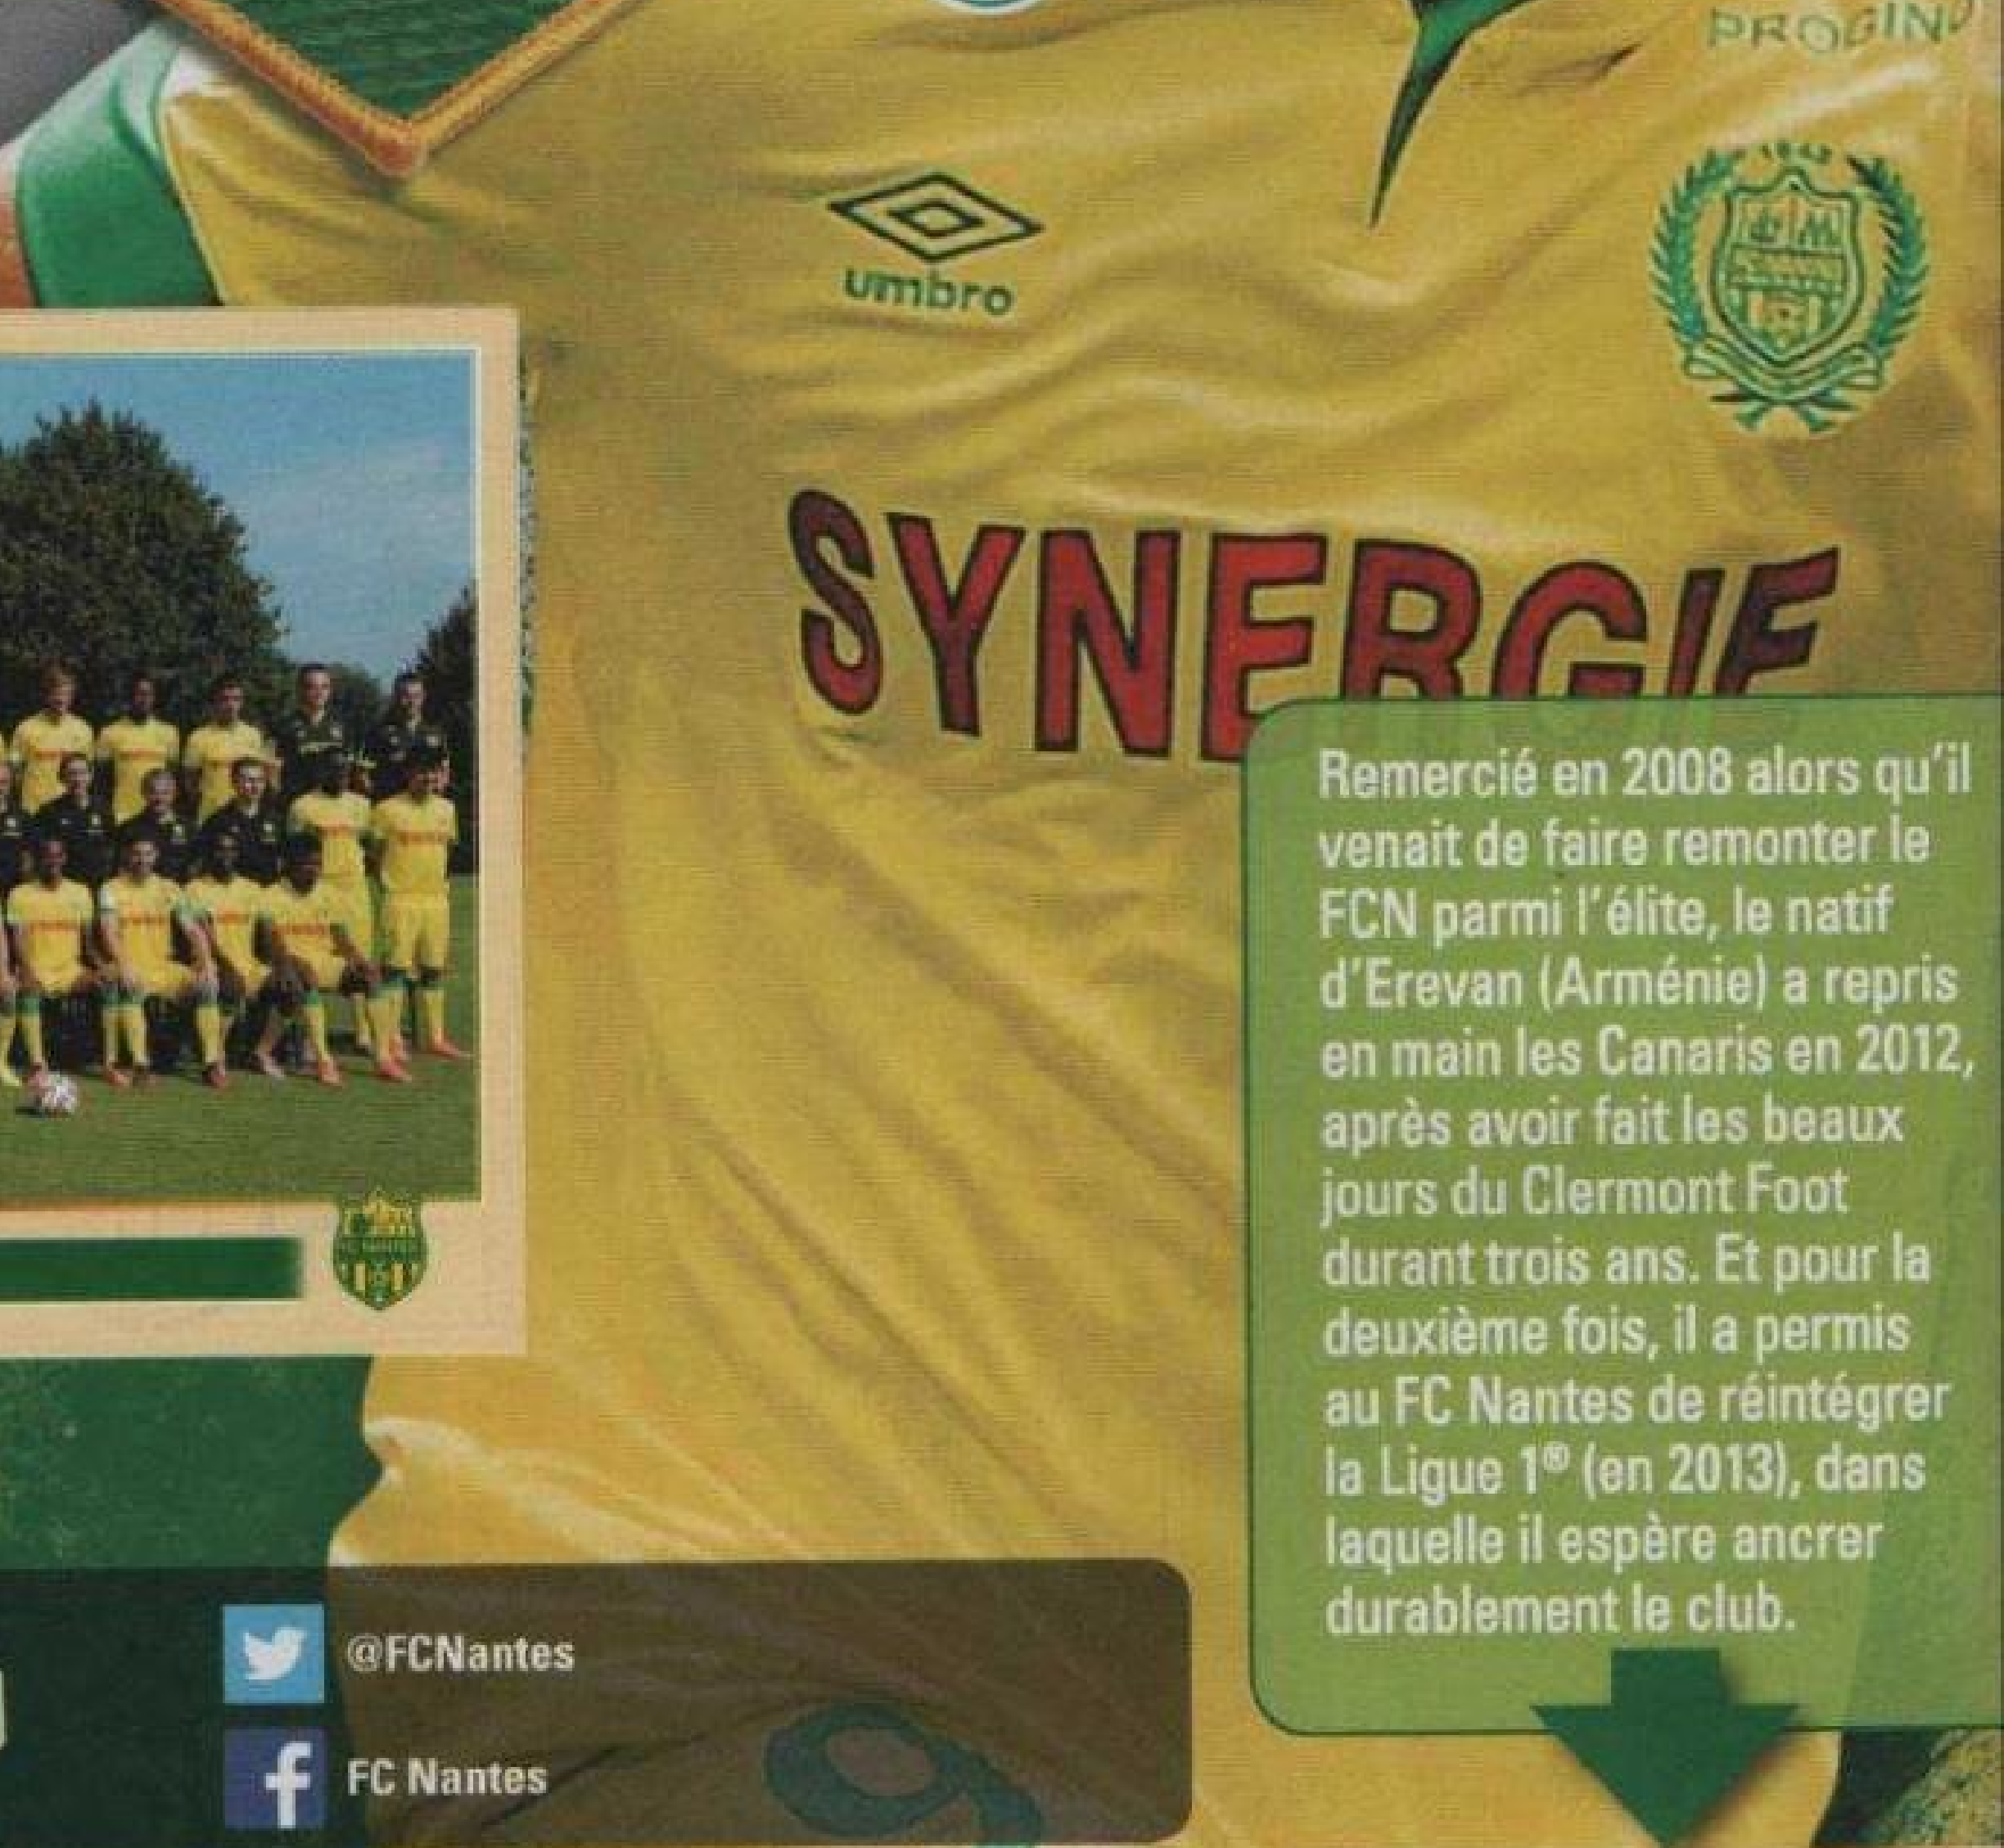 PROGINO
umbro
SYNERGIE
Remercié en 2008 alors qu'il
venait de faire remonter le
FCN parmi l'élite, le natif
d'Erevan (Arménie) a repris
en main les Canaris en 2012,
après avoir fait les beaux
jours du Clermont Foot
durant trois ans. Et pour la
deuxième fois, il a permis
au FC Nantes de réintégrer
la Ligue 1® (en 2013), dans
laquelle il espère ancrer
durablement le club.
FC NANTES
@FCNantes
FC Nantes
9